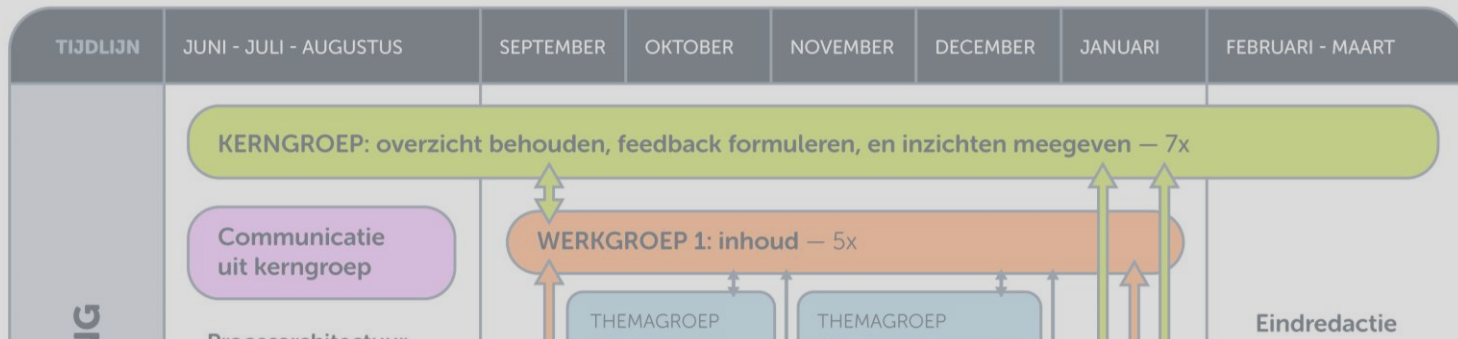 TIJDLIJN JUNI - JULI - AUGUSTUS SEPTEMBER OKTOBER NOVEMBER DECEMBER JANUARI FEBRUARI - MAART
KERNGROEP: overzicht behouden, feedback formuleren, en inzichten meegeven — 7x
Communicatie
uit kerngroep
WERKGROEP 1: inhoud — 5x
THEMAGROEP THEMAGROEP
Eindredactie